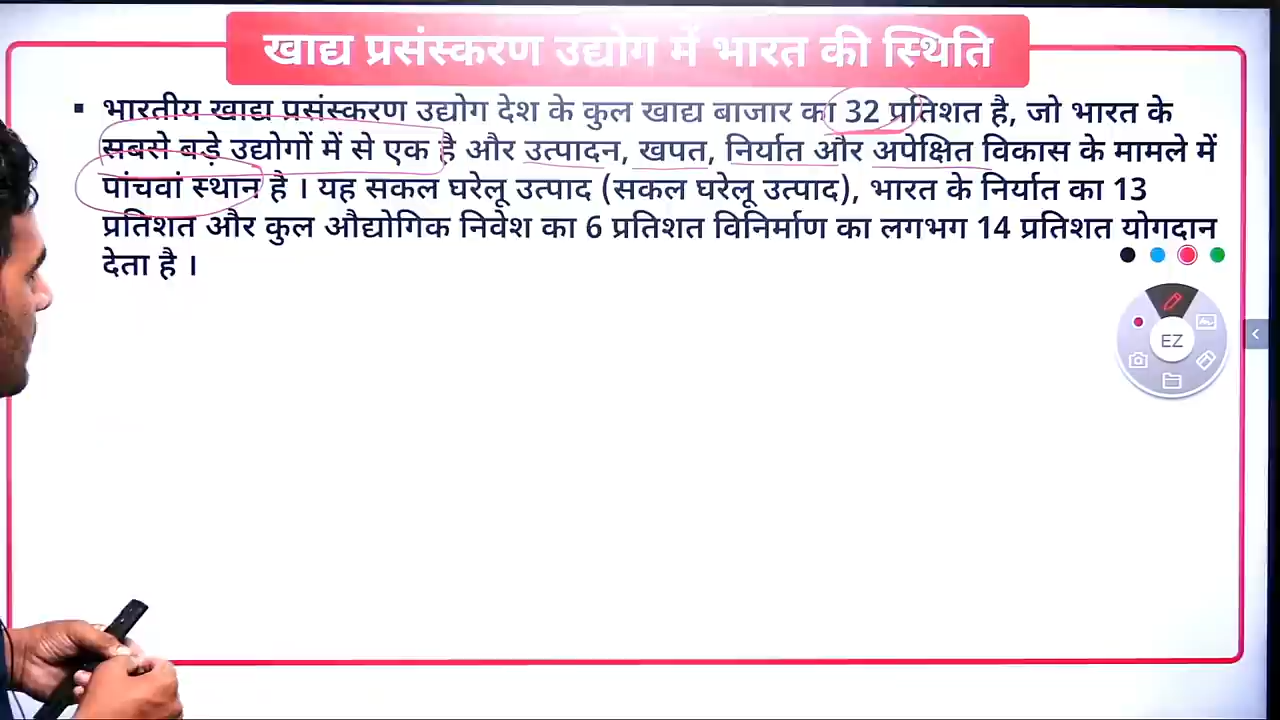 खाद्य प्रसंस्करण उद्योग में भारत की स्थिति
▪ भारतीय खाद्य प्रसंस्करण उद्योग देश के कुल खाद्य बाजार का 32 प्रतिशत है, जो भारत के
सबसे बड़े उद्योगों में से एक है और उत्पादन, खपत, निर्यात और अपेक्षित विकास के मामले में
पांचवां स्थान है । यह सकल घरेलू उत्पाद (सकल घरेलू उत्पाद), भारत के निर्यात का 13
प्रतिशत और कुल औद्योगिक निवेश का 6 प्रतिशत विनिर्माण का लगभग 14 प्रतिशत योगदान
देता है ।
EZ